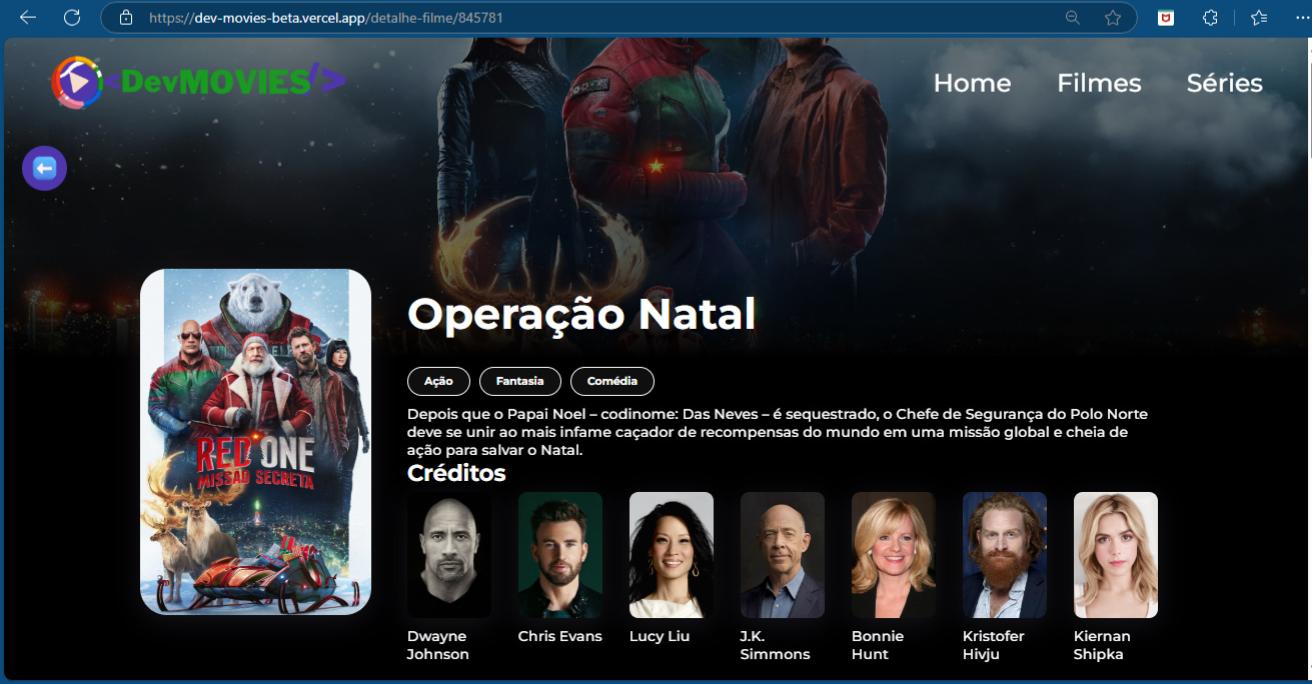 https://dev-movies-beta.vercel.app/detalhe-filme/845781
<DevMOVIES/>
Home Filmes Séries
Operação Natal
RED ONE
MISSÃO SECRETA
Ação Fantasia Comédia
Depois que o Papai Noel – codinome: Das Neves – é sequestrado, o Chefe de Segurança do Polo Norte
deve se unir ao mais infame caçador de recompensas do mundo em uma missão global e cheia de
ação para salvar o Natal.
Créditos
Dwayne
Johnson
Chris Evans
Lucy Liu
J.K.
Simmons
Bonnie
Hunt
Kristofer
Hivju
Kiernan
Shipka